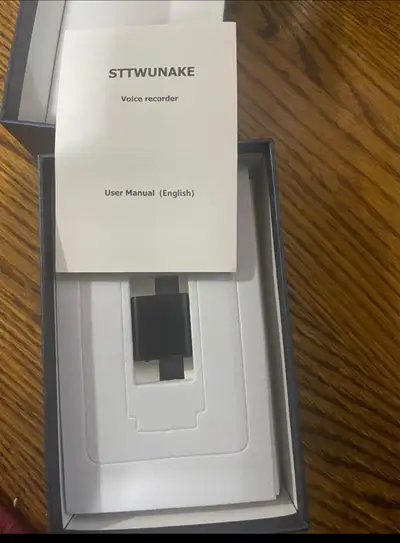 STTWUNAKE
Voice recorder
User Manual (English)